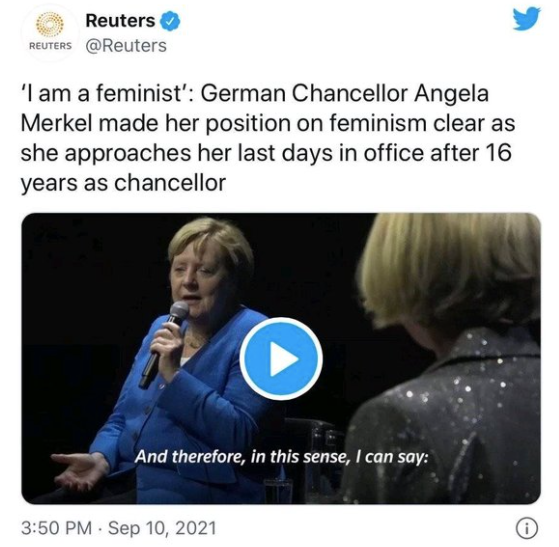 Reuters
REUTERS @Reuters
'I am a feminist': German Chancellor Angela
Merkel made her position on feminism clear as
she approaches her last days in office after 16
years as chancellor
And therefore, in this sense, I can say:
3:50 PM · Sep 10, 2021